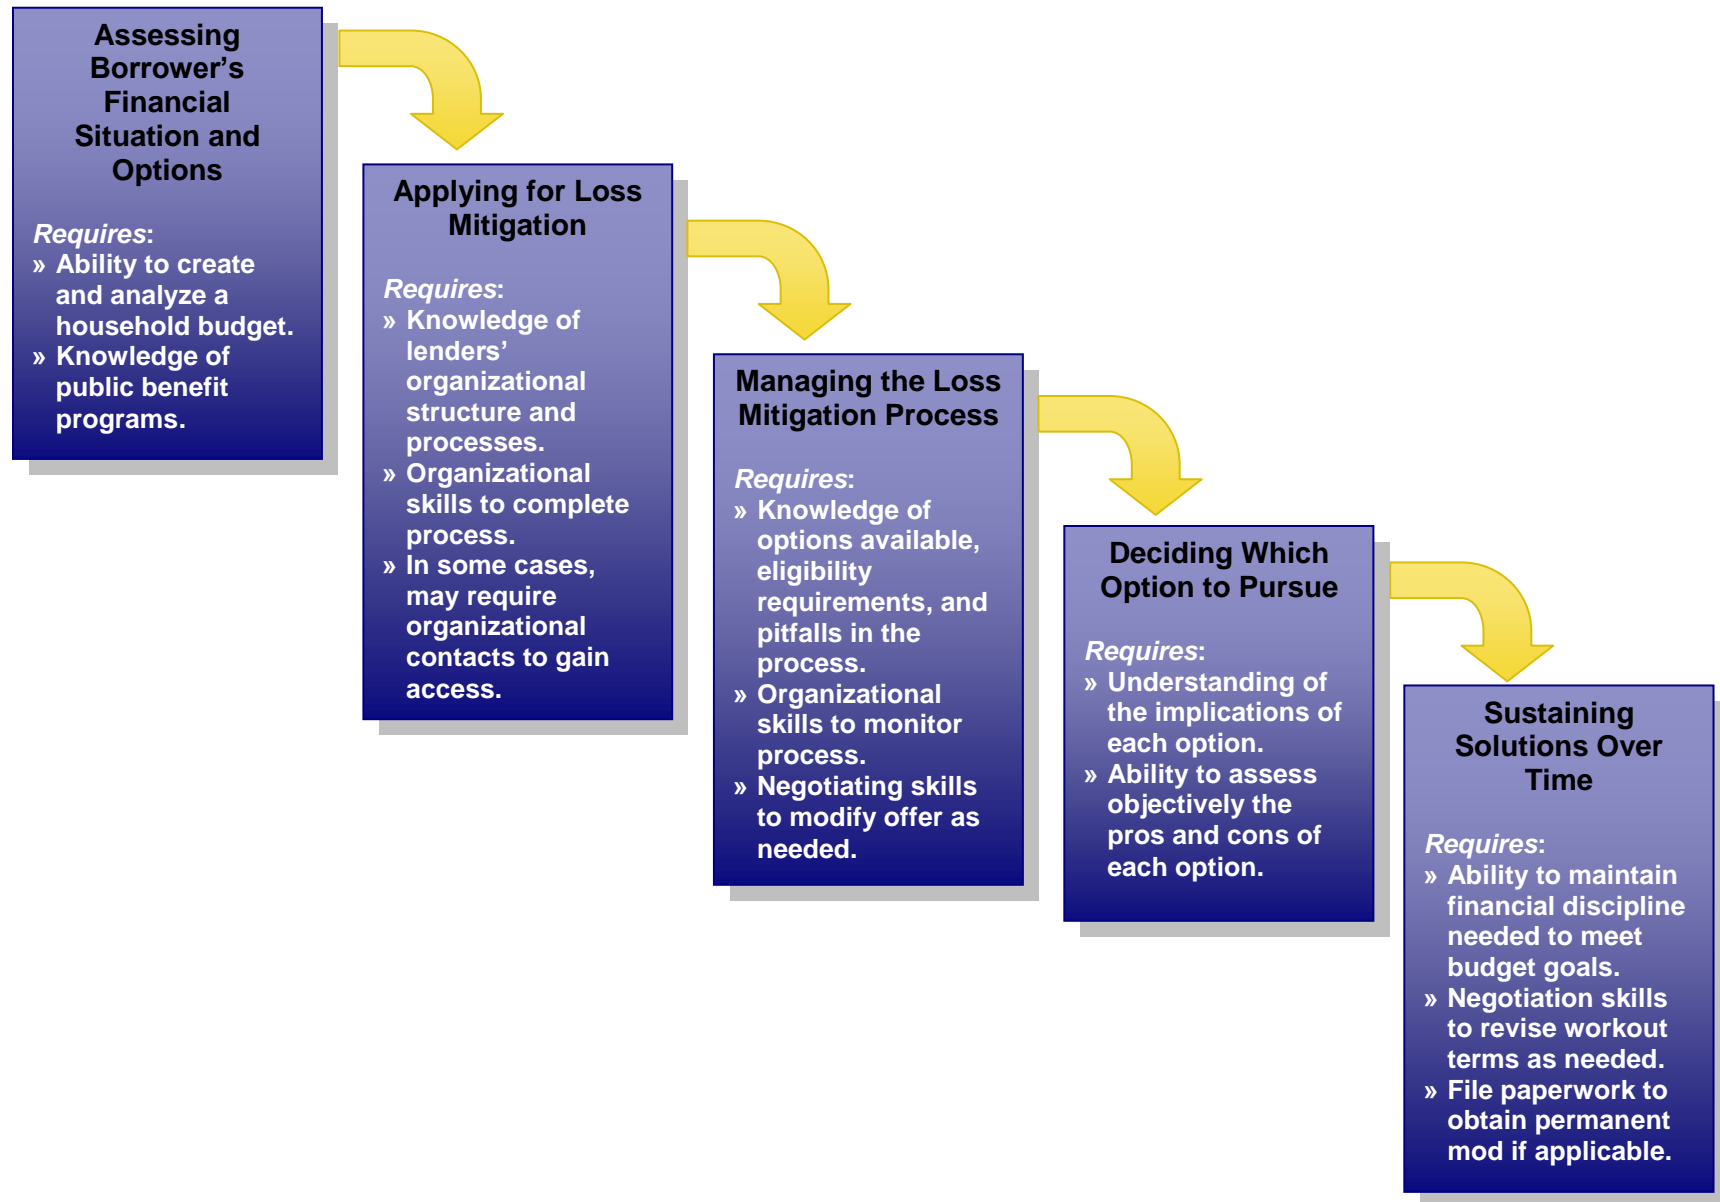 Assessing
Borrower’s
Financial
Situation and
Options
Requires:
» Ability to create
and analyze a
household budget.
» Knowledge of
public benefit
programs.
Applying for Loss
Mitigation
Requires:
» Knowledge of
lenders’
organizational
structure and
processes.
» Organizational
skills to complete
process.
» In some cases,
may require
organizational
contacts to gain
access.
Managing the Loss
Mitigation Process
Requires:
» Knowledge of
options available,
eligibility
requirements, and
pitfalls in the
process.
» Organizational
skills to monitor
process.
» Negotiating skills
to modify offer as
needed.
Deciding Which
Option to Pursue
Requires:
» Understanding of
the implications of
each option.
» Ability to assess
objectively the
pros and cons of
each option.
Sustaining
Solutions Over
Time
Requires:
» Ability to maintain
financial discipline
needed to meet
budget goals.
» Negotiation skills
to revise workout
terms as needed.
» File paperwork to
obtain permanent
mod if applicable.